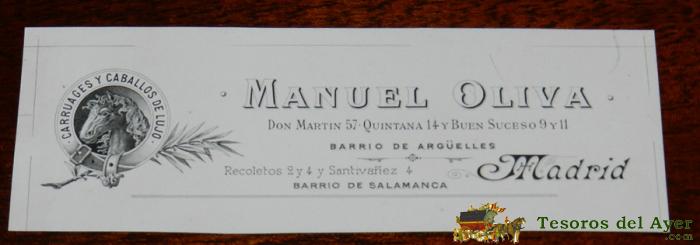 CARRUAGES Y CABALLOS DE LUJO
MANUEL OLIVA
DON MARTIN 57 · QUINTANA 14 Y BUEN SUCESO 9 Y 11
BARRIO DE ARGÜELLES
Recoletos 2 y 4 y Santivañez 4
Madrid
BARRIO DE SALAMANCA
Tesoros del Ayer
.com